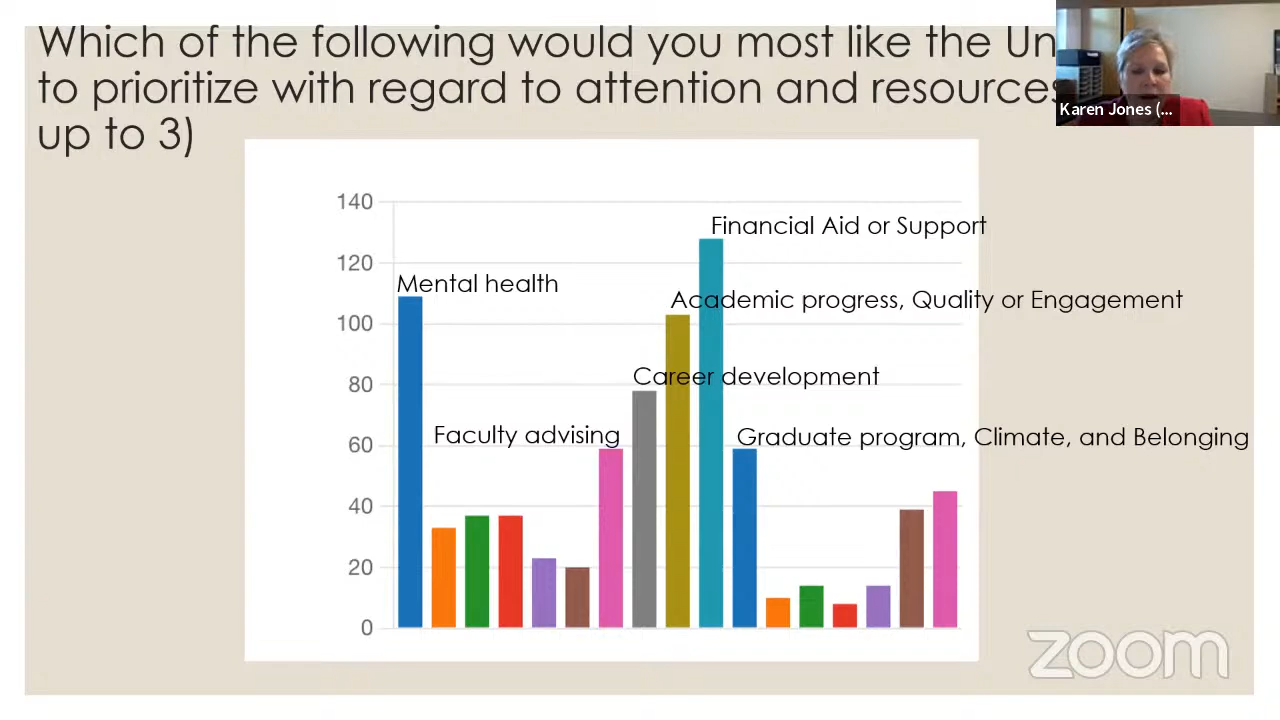 Which of the following would you most like the
to prioritize with regard to attention and resources
up to 3)
Karen Jones (...
140
Financial Aid or Support
120
Mental health
Academic progress, Quality or Engagement
100
Career development
80
Faculty advising
Graduate program, Climate, and Belonging
60
40
20
0
zoom